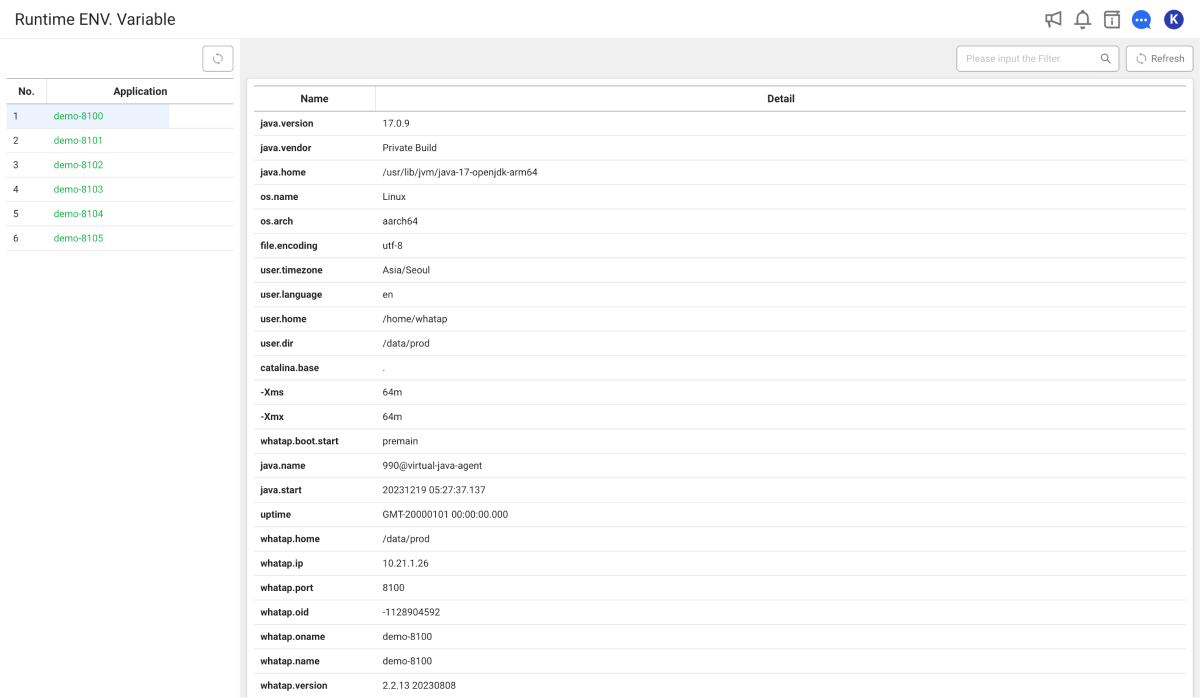 Runtime ENV. Variable
K
Please input the Filter.
Refresh
No. Application
1 demo-8100
2 demo-8101
3 demo-8102
4 demo-8103
5 demo-8104
6 demo-8105
Name Detail
java.version 17.0.9
java.vendor Private Build
java.home /usr/lib/jvm/java-17-openjdk-arm64
os.name Linux
os.arch aarch64
file.encoding utf-8
user.timezone Asia/Seoul
user.language en
user.home /home/whatap
user.dir /data/prod
catalina.base .
-Xms 64m
-Xmx 64m
whatap.boot.start premain
java.name 990@virtual-java-agent
java.start 20231219 05:27:37.137
uptime GMT-20000101 00:00:00.000
whatap.home /data/prod
whatap.ip 10.21.1.26
whatap.port 8100
whatap.oid -1128904592
whatap.oname demo-8100
whatap.name demo-8100
whatap.version 2.2.13 20230808